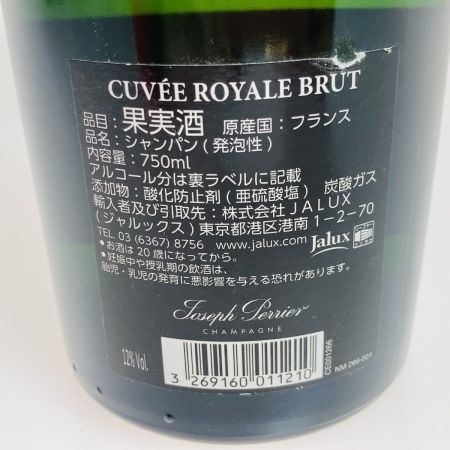 CUVÉE ROYALE BRUT
品目：果実酒 原産国：フランス
品名：シャンパン(発泡性)
内容量：750ml
アルコール分は裏ラベルに記載
添加物：酸化防止剤(亜硫酸塩) 炭酸ガス
輸入者及び引取先：株式会社JALUX
(ジャルックス)東京都港区港南1-2-70
TEL. 03 (6367) 8756 www.jalux.com Jalux
•お酒は20歳になってから。
•妊娠中や授乳期の飲酒は、
胎児・乳児の発育に悪影響を与える恐れがあります。
Joseph Perrier
CHAMPAGNE
12% Vol.
3 269160 011210
CE001266
NM 266-001